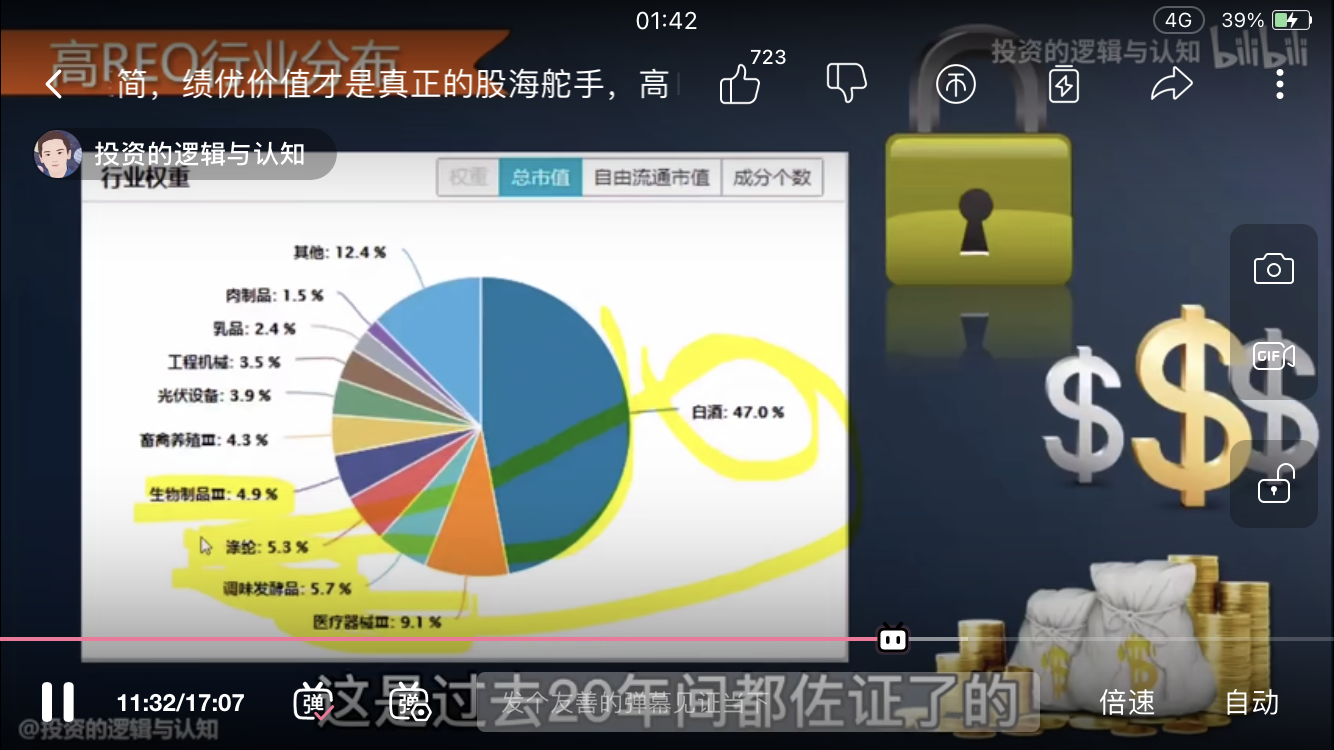 01:42
4G 39%
高REO行业分布
简，绩优价值才是真正的股海舵手，高
723
投资的逻辑与认知 bilibili
投资的逻辑与认知
行业权重
权重 总市值 自由流通市值 成分个数
其他: 12.4 %
肉制品: 1.5 %
乳品: 2.4 %
工程机械: 3.5 %
光伏设备: 3.9 %
白酒: 47.0 %
畜禽养殖Ⅲ: 4.3 %
生物制品Ⅲ: 4.9 %
涤纶: 5.3 %
调味发酵品: 5.7 %
医疗器械Ⅲ: 9.1 %
GIF
这是过去20年间都佐证了的
11:32/17:07
弹
弹
发个友善的弹幕见证当下
倍速
自动
@投资的逻辑与认知